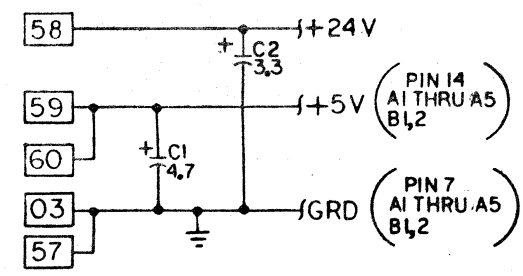 58
+24V
+ C2
3.3
59
+5V
PIN 14
A1 THRU A5
B1,2
60
+ C1
4.7
03
GRD
PIN 7
A1 THRU A5
B1,2
57